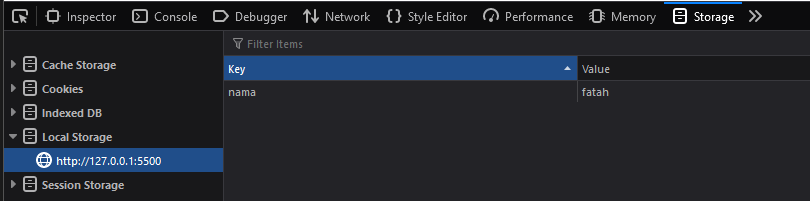 Inspector Console Debugger Network Style Editor Performance Memory Storage
Filter Items
Cache Storage
Cookies
Indexed DB
Local Storage
http://127.0.0.1:5500
Session Storage
Key Value
nama fatah